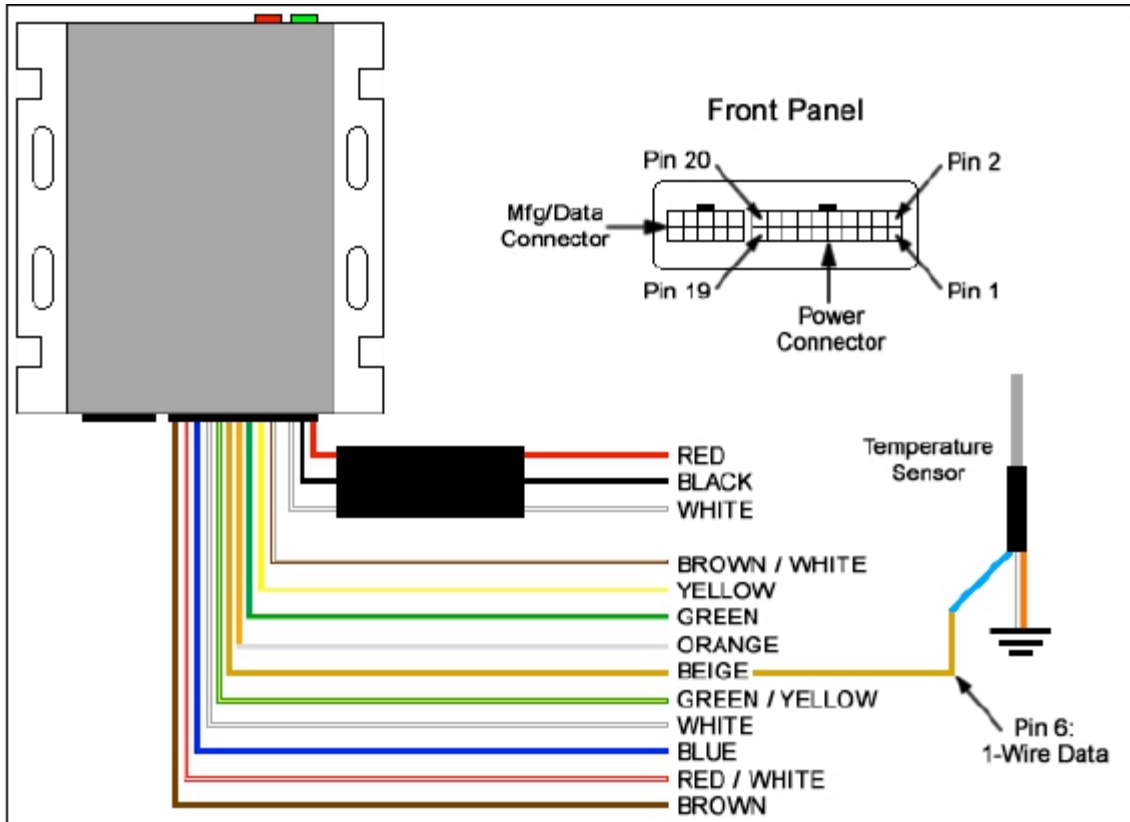 Front Panel
Pin 20
Pin 2
Mfg/Data
Connector
Pin 19
Pin 1
Power
Connector
RED
BLACK
WHITE
Temperature
Sensor
BROWN / WHITE
YELLOW
GREEN
ORANGE
BEIGE
GREEN / YELLOW
WHITE
BLUE
RED / WHITE
BROWN
Pin 6:
1-Wire Data